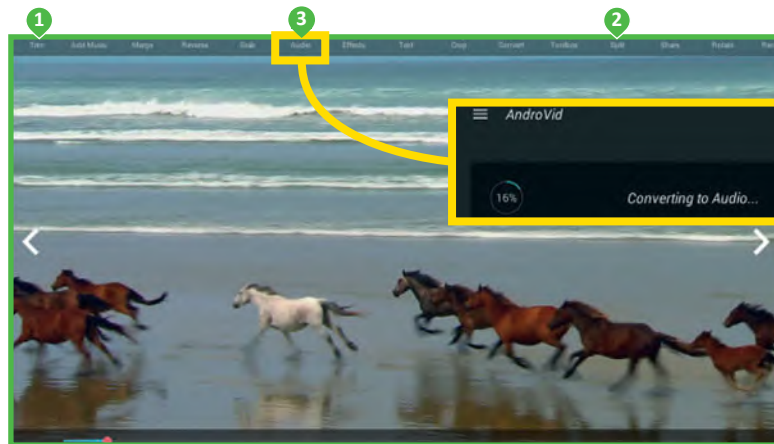 1 3 2
Trim Add Music Merge Reverse Grab Audio Effects Text Crop Convert Toolbox Split Share Rotate
AndroVid
16% Converting to Audio...